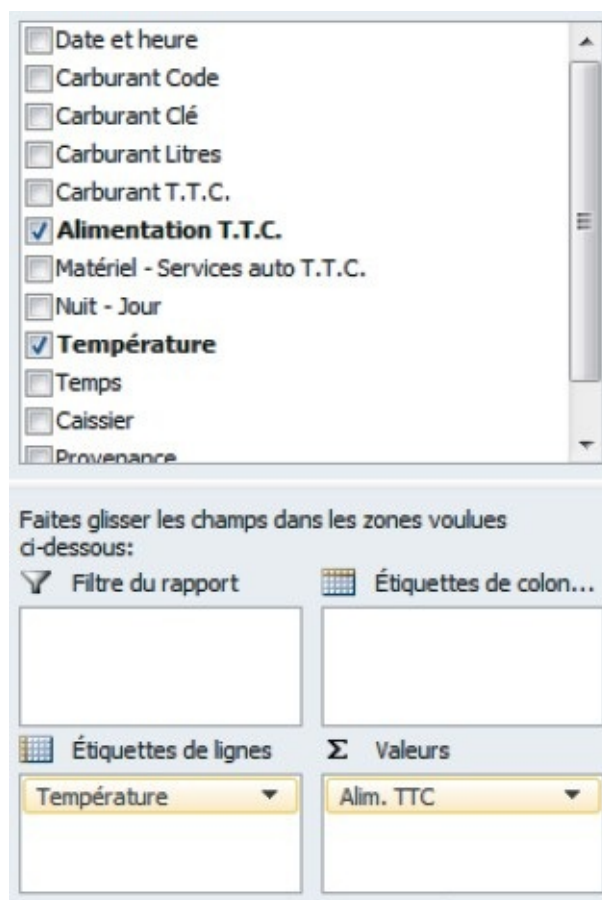 Date et heure
Carburant Code
Carburant Clé
Carburant Litres
Carburant T.T.C.
Alimentation T.T.C.
Matériel - Services auto T.T.C.
Nuit - Jour
Température
Temps
Caissier
Provenance
Faites glisser les champs dans les zones voulues
ci-dessous:
Filtre du rapport
Étiquettes de colon...
Étiquettes de lignes
Σ Valeurs
Température
Alim. TTC